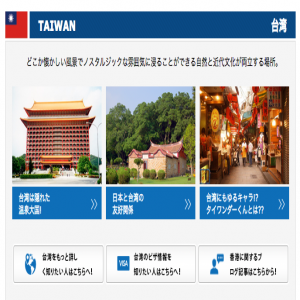 TAIWAN 台湾
どこか懐かしい風景でノスタルジックな雰囲気に浸ることができる自然と近代文化が両立する場所。
台湾は隠れた
温泉大国!
日本と台湾の
友好関係
台湾にもゆるキャラ!?
タイワンダーくんとは??
台湾をもっと詳し
く知りたい人はこちらへ!
VISA
台湾のビザ情報を
知りたい人はこちらへ!
香港に関するブ
ログ記事はこちらから!